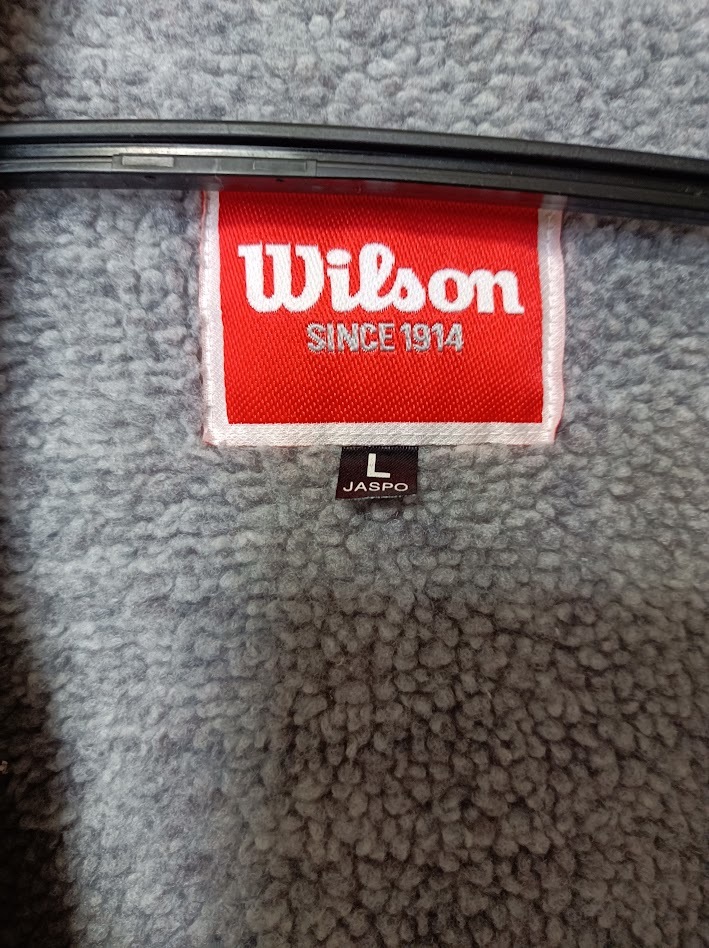 Wilson
SINCE 1914
L
JASPO